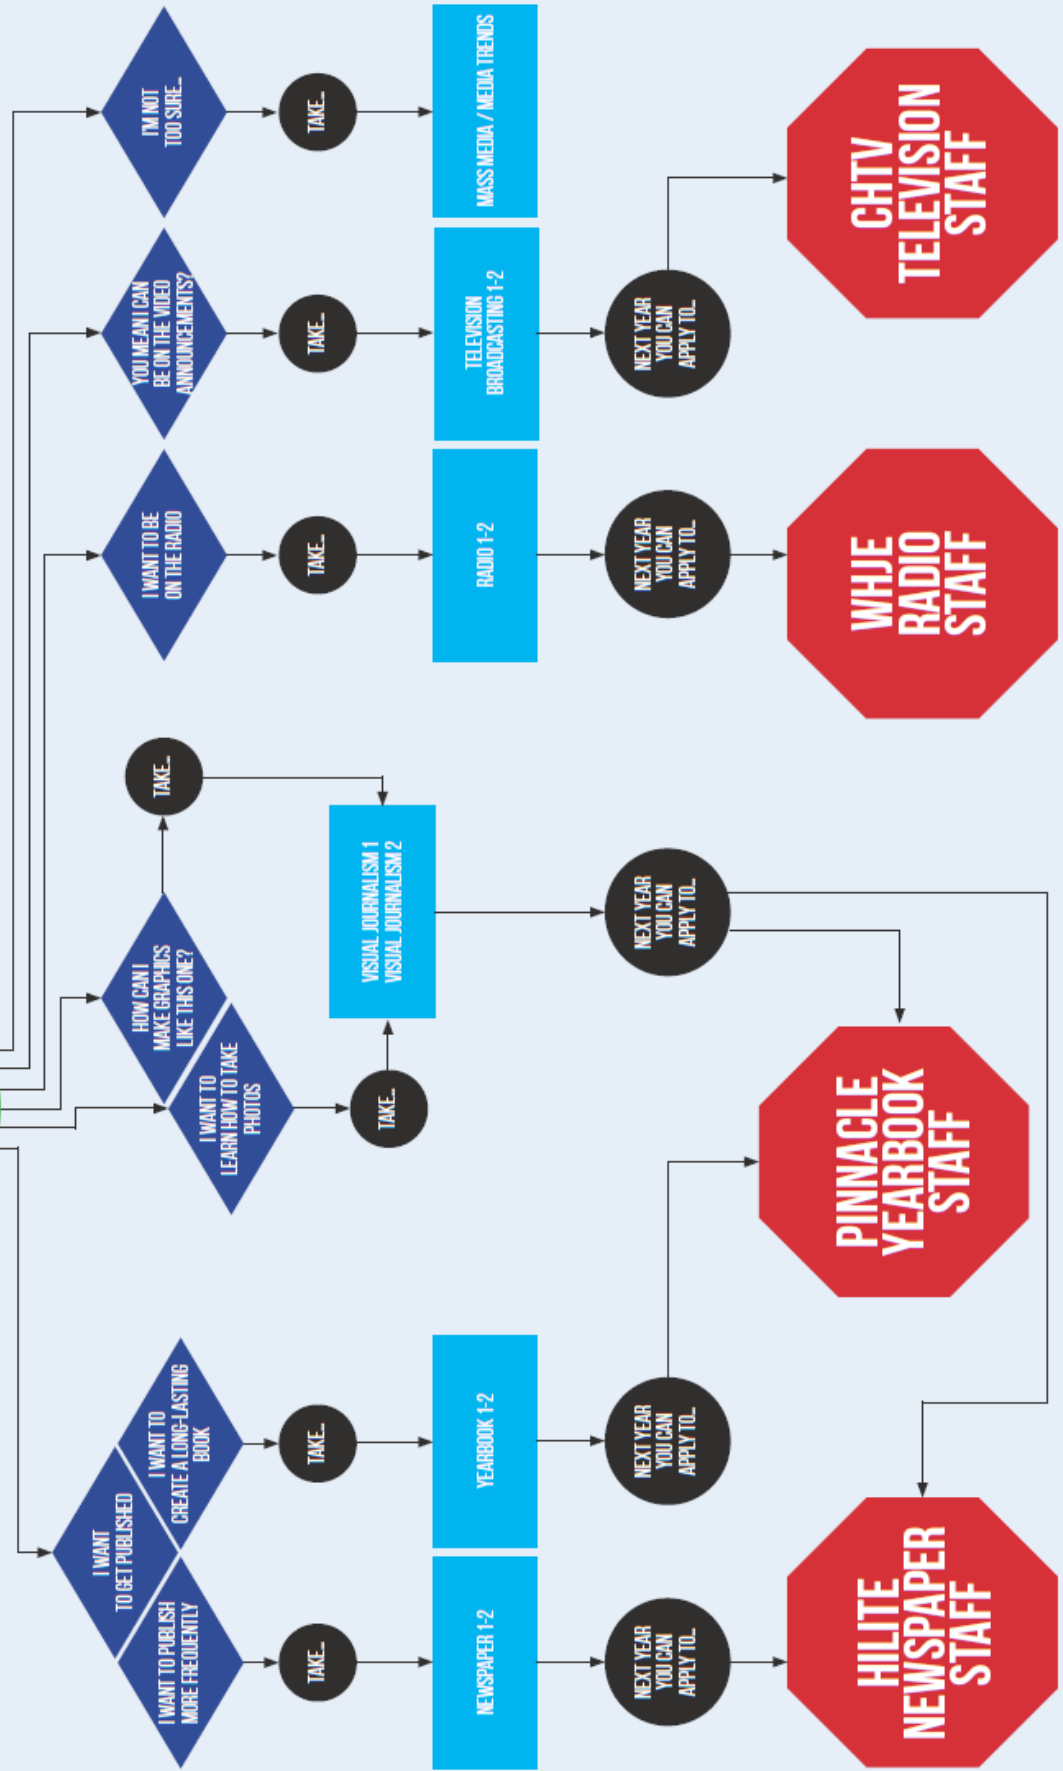 I WANT
TO GET PUBLISHED
I WANT TO PUBLISH
MORE FREQUENTLY
I WANT TO
CREATE A LONG-LASTING
BOOK
I WANT TO
LEARN HOW TO TAKE
PHOTOS
HOW CAN I
MAKE GRAPHICS
LIKE THIS ONE?
TAKE...
I WANT TO BE
ON THE RADIO
YOU MEAN I CAN
BE ON THE VIDEO
ANNOUNCEMENTS?
I'M NOT
TOO SURE...
TAKE...
TAKE...
TAKE...
TAKE...
TAKE...
TAKE...
NEWSPAPER 1-2
YEARBOOK 1-2
VISUAL JOURNALISM 1
VISUAL JOURNALISM 2
RADIO 1-2
TELEVISION
BROADCASTING 1-2
MASS MEDIA / MEDIA TRENDS
NEXT YEAR
YOU CAN
APPLY TO...
NEXT YEAR
YOU CAN
APPLY TO...
NEXT YEAR
YOU CAN
APPLY TO...
NEXT YEAR
YOU CAN
APPLY TO...
NEXT YEAR
YOU CAN
APPLY TO...
HILITE
NEWSPAPER
STAFF
PINNACLE
YEARBOOK
STAFF
WHJE
RADIO
STAFF
CHTV
TELEVISION
STAFF